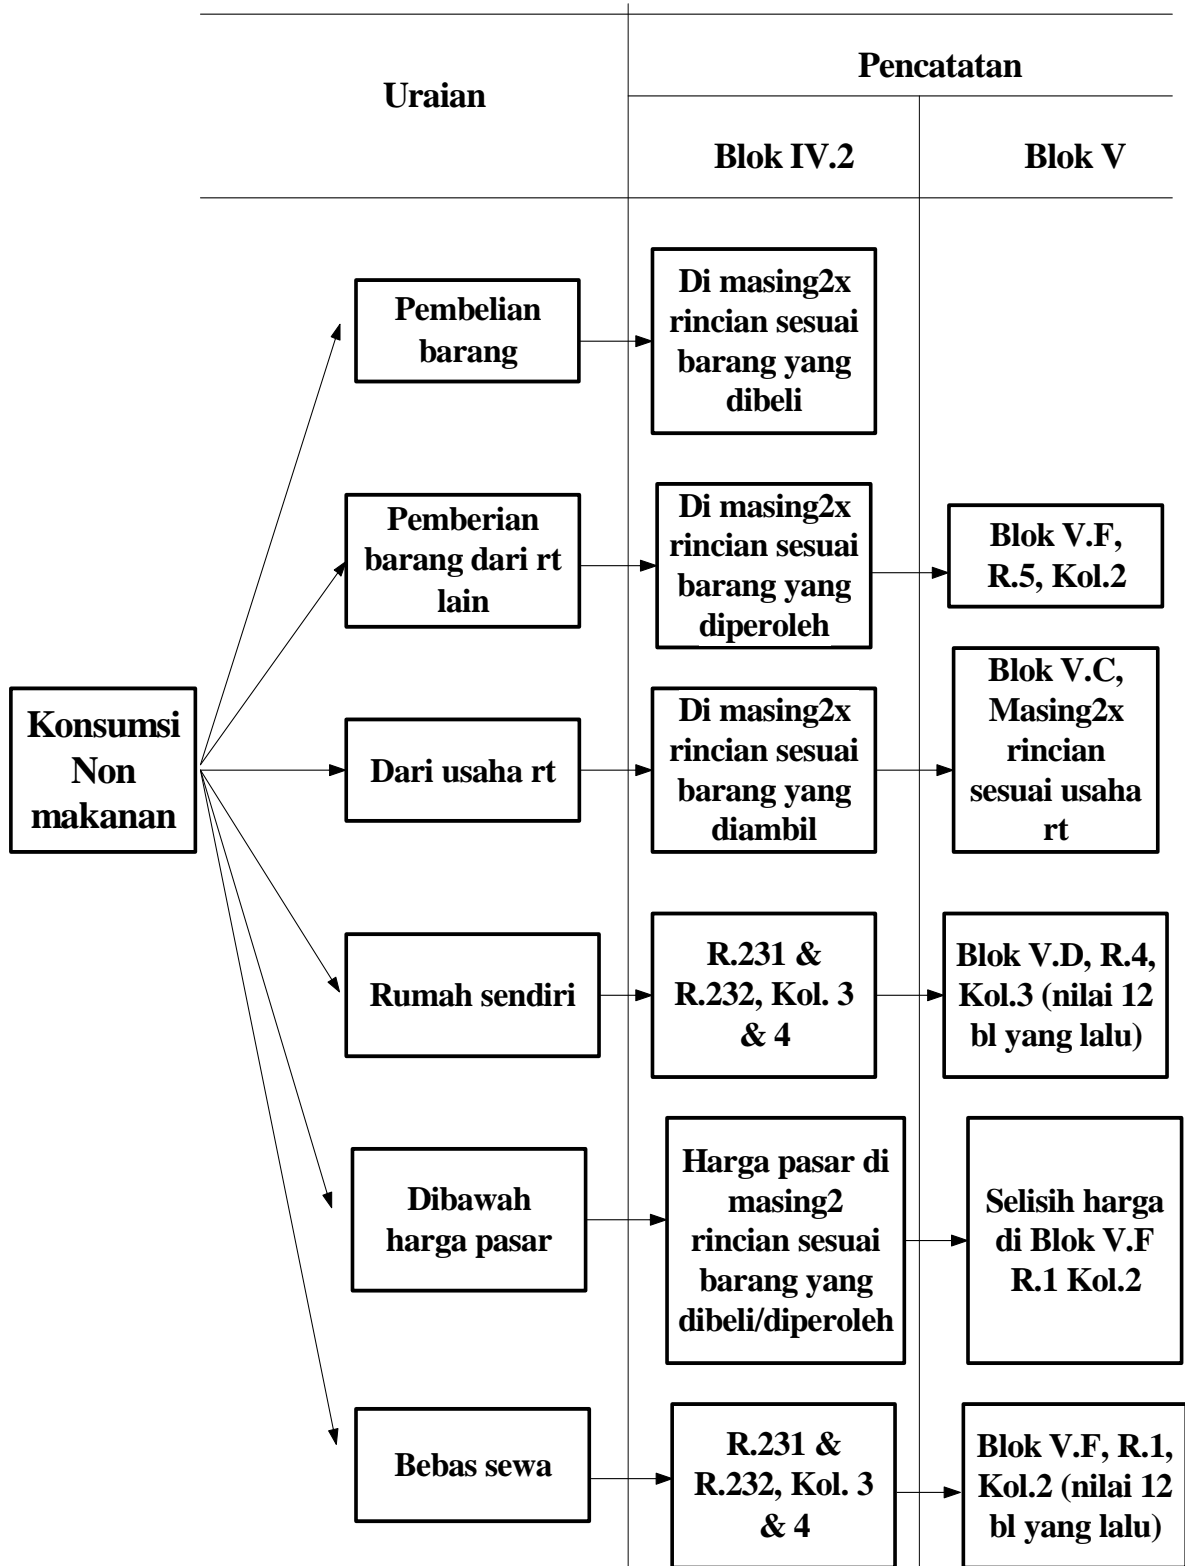 Uraian
Pencatatan
Blok IV.2
Blok V
Konsumsi
Non
makanan
Pembelian
barang
Di masing2x
rincian sesuai
barang yang
dibeli
Pemberian
barang dari rt
lain
Di masing2x
rincian sesuai
barang yang
diperoleh
Blok V.F,
R.5, Kol.2
Dari usaha rt
Di masing2x
rincian sesuai
barang yang
diambil
Blok V.C,
Masing2x
rincian
sesuai usaha
rt
Rumah sendiri
R.231 &
R.232, Kol. 3
& 4
Blok V.D, R.4,
Kol.3 (nilai 12
bl yang lalu)
Dibawah
harga pasar
Harga pasar di
masing2
rincian sesuai
barang yang
dibeli/diperoleh
Selisih harga
di Blok V.F
R.1 Kol.2
Bebas sewa
R.231 &
R.232, Kol. 3
& 4
Blok V.F, R.1,
Kol.2 (nilai 12
bl yang lalu)